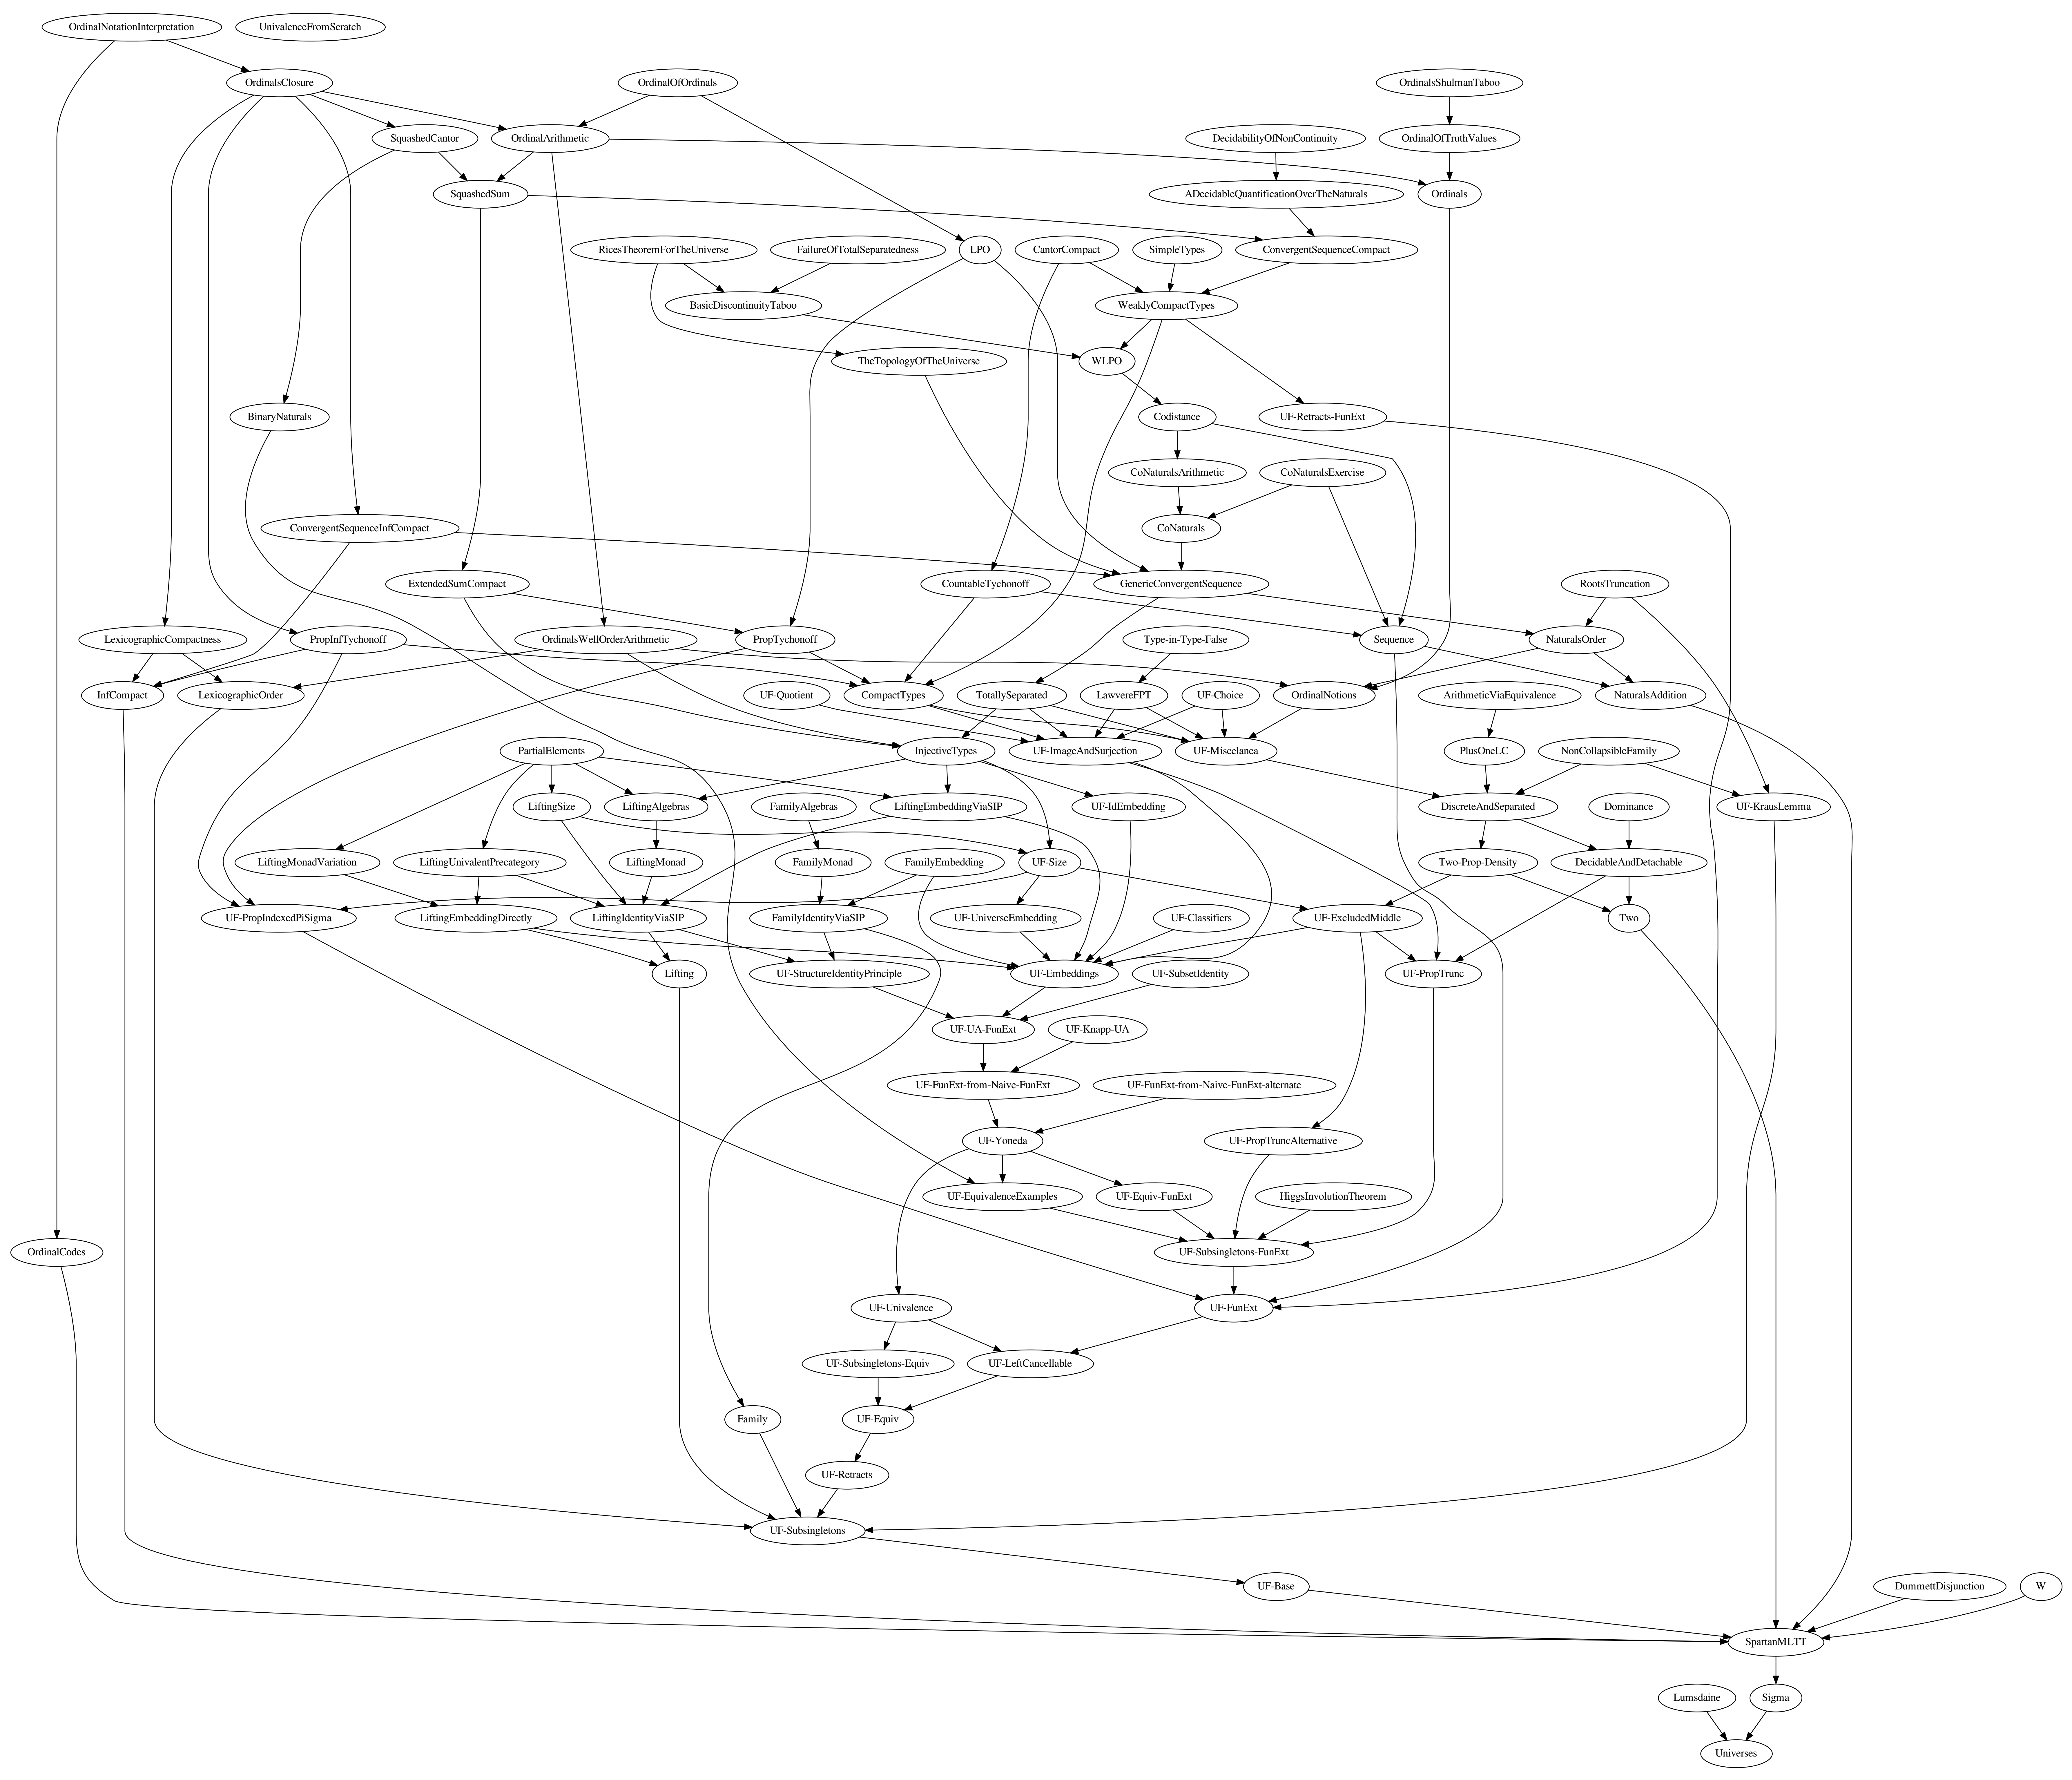 OrdinalNotationInterpretation
UnivalenceFromScratch
OrdinalsClosure
OrdinalOfOrdinals
OrdinalsShulmanTaboo
SquashedCantor
OrdinalArithmetic
DecidabilityOfNonContinuity
OrdinalOfTruthValues
SquashedSum
ADecidableQuantificationOverTheNaturals
Ordinals
RicesTheoremForTheUniverse
FailureOfTotalSeparatedness
LPO
CantorCompact
SimpleTypes
ConvergentSequenceCompact
BasicDiscontinuityTaboo
WeaklyCompactTypes
TheTopologyOfTheUniverse
WLPO
BinaryNaturals
Codistance
UF-Retracts-FunExt
CoNaturalsArithmetic
CoNaturalsExercise
ConvergentSequenceInfCompact
CoNaturals
ExtendedSumCompact
CountableTychonoff
GenericConvergentSequence
RootsTruncation
LexicographicCompactness
PropInfTychonoff
OrdinalsWellOrderArithmetic
PropTychonoff
Type-in-Type-False
Sequence
NaturalsOrder
InfCompact
LexicographicOrder
UF-Quotient
CompactTypes
TotallySeparated
LawvereFPT
UF-Choice
OrdinalNotions
ArithmeticViaEquivalence
NaturalsAddition
PartialElements
InjectiveTypes
UF-ImageAndSurjection
UF-Miscelanea
PlusOneLC
NonCollapsibleFamily
LiftingSize
LiftingAlgebras
FamilyAlgebras
LiftingEmbeddingViaSIP
UF-IdEmbedding
DiscreteAndSeparated
Dominance
UF-KrausLemma
LiftingMonadVariation
LiftingUnivalentPrecategory
LiftingMonad
FamilyMonad
FamilyEmbedding
UF-Size
Two-Prop-Density
DecidableAndDetachable
UF-PropIndexedPiSigma
LiftingEmbeddingDirectly
LiftingIdentityViaSIP
FamilyIdentityViaSIP
UF-UniverseEmbedding
UF-Classifiers
UF-ExcludedMiddle
Two
Lifting
UF-StructureIdentityPrinciple
UF-Embeddings
UF-SubsetIdentity
UF-PropTrunc
UF-UA-FunExt
UF-Knapp-UA
UF-FunExt-from-Naive-FunExt
UF-FunExt-from-Naive-FunExt-alternate
UF-Yoneda
UF-PropTruncAlternative
UF-EquivalenceExamples
UF-Equiv-FunExt
HiggsInvolutionTheorem
OrdinalCodes
UF-Subsingletons-FunExt
UF-Univalence
UF-FunExt
UF-Subsingletons-Equiv
UF-LeftCancellable
Family
UF-Equiv
UF-Retracts
UF-Subsingletons
UF-Base
DummettDisjunction
W
SpartanMLTT
Lumsdaine
Sigma
Universes